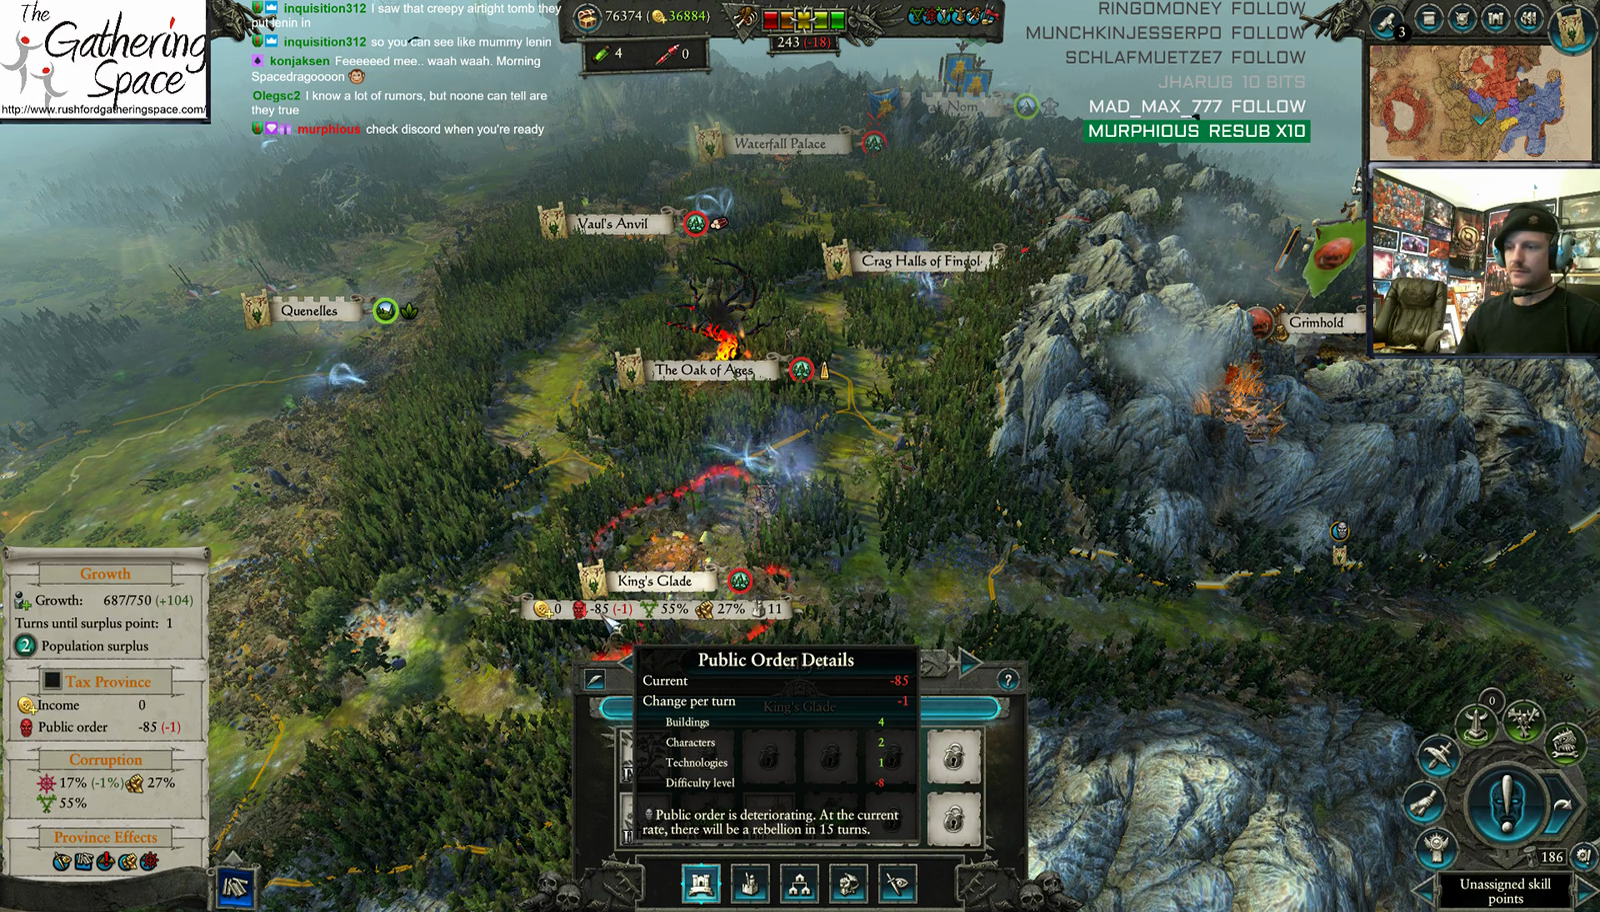 The
Gathering
Space
http://www.rushfordgatheringspace.com/
inquisition312 I saw that creepy airtight tomb they
put lenin in
inquisition312 so you can see like mummy lenin
konjaksen Feeeeeed mee.. waah waah. Morning
Spacedragooooon
Olegsc2 I know a lot of rumors, but noone can tell are
they true
murphious check discord when you're ready
76374 (36884)
4 0
243 (-18)
RINGOMONEY FOLLOW
MUNCHKINJESSERPO FOLLOW
SCHLAFMUETZE7 FOLLOW
JHARUG 10 BITS
MAD_MAX_777 FOLLOW
MURPHIOUS RESUB X10
3
Norn
Waterfall Palace
Vaul's Anvil
Crag Halls of Fingol
Quenelles
Grimhold
The Oak of Ages
King's Glade
0 -85 (-1) 55% 27% 11
Growth
Growth: 687/750 (+104)
Turns until surplus point: 1
2 Population surplus
Tax Province
Income 0
Public order -85 (-1)
Corruption
17% (-1%) 27%
55%
Province Effects
Public Order Details
Current -85
Change per turn -1
King's Glade
Buildings 4
Characters 2
Technologies 1
Difficulty level -8
Public order is deteriorating. At the current
rate, there will be a rebellion in 15 turns.
?
0
186
Unassigned skill
points